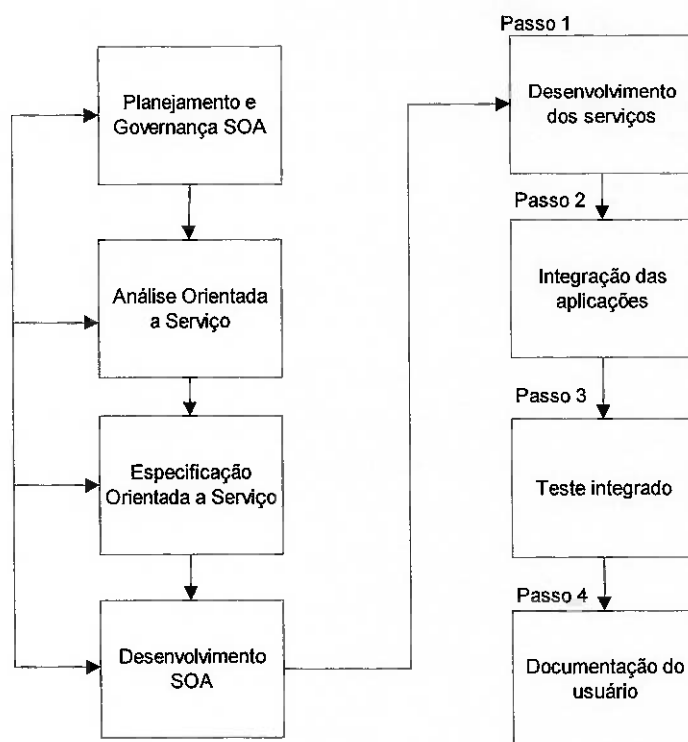 Planejamento e
Governança SOA
Análise Orientada
a Serviço
Especificação
Orientada a Serviço
Desenvolvimento
SOA
Passo 1
Desenvolvimento
dos serviços
Passo 2
Integração das
aplicações
Passo 3
Teste integrado
Passo 4
Documentação do
usuário